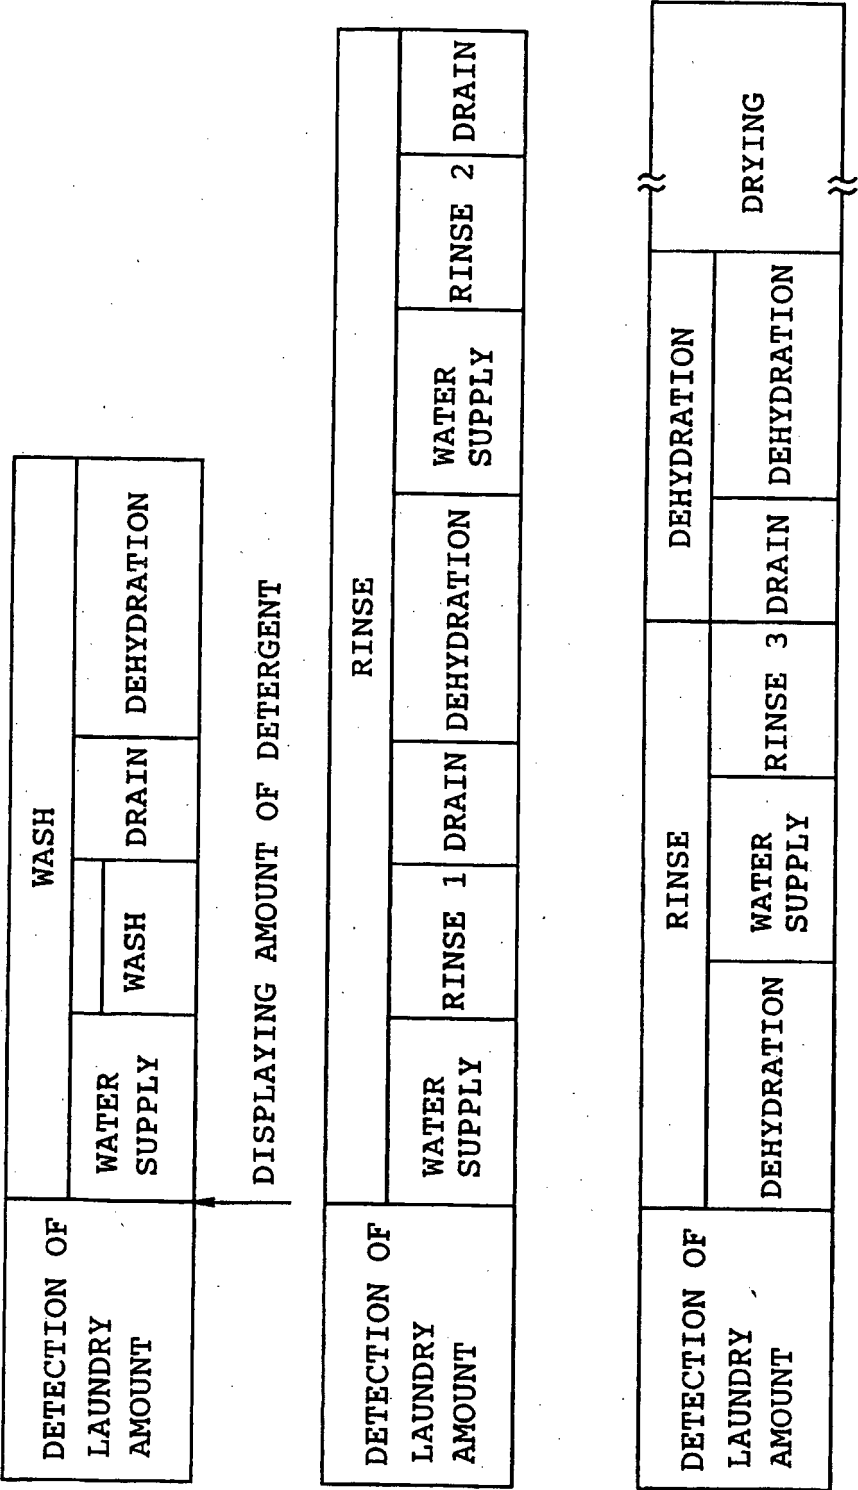 DETECTION OF
LAUNDRY
AMOUNT
WASH
WATER
SUPPLY
WASH
DRAIN
DEHYDRATION
DISPLAYING AMOUNT OF DETERGENT
DETECTION OF
LAUNDRY
AMOUNT
RINSE
WATER
SUPPLY
RINSE 1
DRAIN
DEHYDRATION
WATER
SUPPLY
RINSE 2
DRAIN
DETECTION OF
LAUNDRY
AMOUNT
RINSE
DEHYDRATION
DEHYDRATION
WATER
SUPPLY
RINSE 3
DRAIN
DEHYDRATION
DRYING